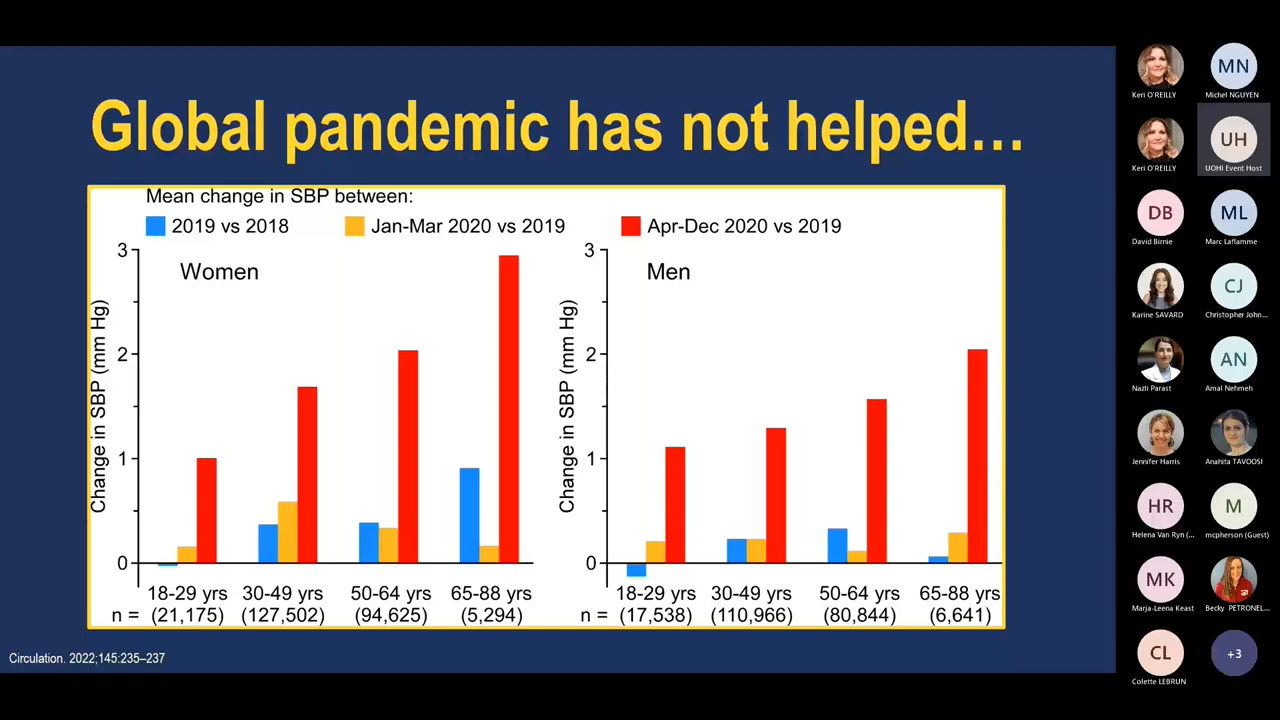 Global pandemic has not helped...
Mean change in SBP between:
2019 vs 2018
Jan-Mar 2020 vs 2019
Apr-Dec 2020 vs 2019
Women
Change in SBP (mm Hg)
3
2
1
0
18-29 yrs 30-49 yrs 50-64 yrs 65-88 yrs
n = (21,175) (127,502) (94,625) (5,294)
Men
Change in SBP (mm Hg)
3
2
1
0
18-29 yrs 30-49 yrs 50-64 yrs 65-88 yrs
n = (17,538) (110,966) (80,844) (6,641)
Circulation. 2022;145:235–237
Keri O'REILLY
MN
Michel NGUYEN
Keri O'REILLY
UH
UOHI Event Host
DB
David Birnie
ML
Marc Laflamme
Karine SAVARD
CJ
Christopher John...
Nazli Parast
AN
Amal Nehmeh
Jennifer Harris
Anahita TAVOOSI
HR
Helena Van Ryn (...
M
mcpherson (Guest)
MK
Marja-Leena Keast
Becky PETRONEL...
CL
Colette LEBRUN
+3